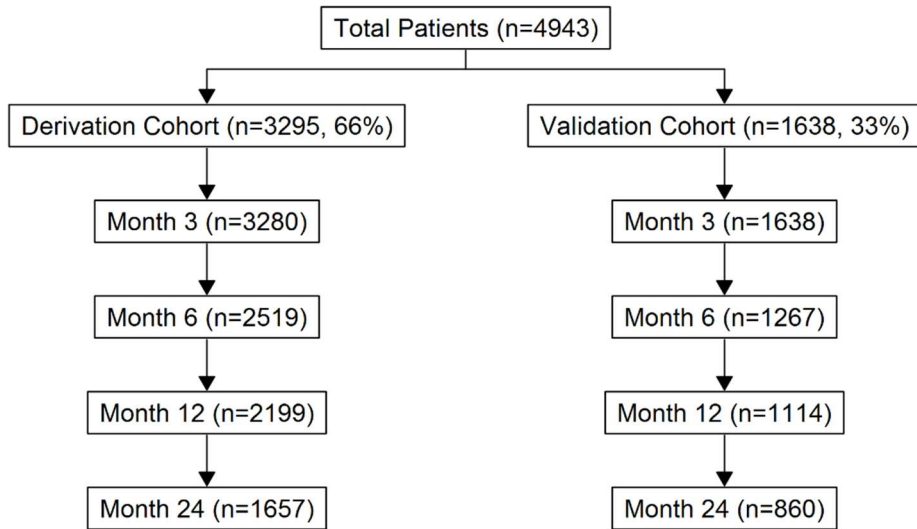 Total Patients (n=4943)
Derivation Cohort (n=3295, 66%)
Validation Cohort (n=1638, 33%)
Month 3 (n=3280)
Month 3 (n=1638)
Month 6 (n=2519)
Month 6 (n=1267)
Month 12 (n=2199)
Month 12 (n=1114)
Month 24 (n=1657)
Month 24 (n=860)